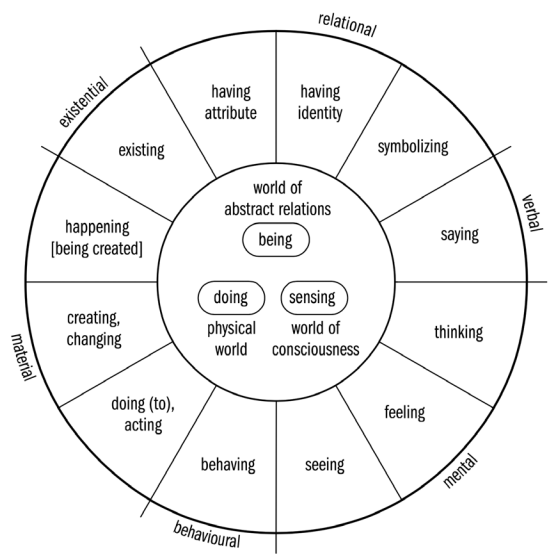 relational
existential
having
attribute
having
identity
existing
symbolizing
world of
abstract relations
being
verbal
happening
[being created]
saying
doing
sensing
physical
world
world of
consciousness
creating,
changing
thinking
material
doing (to),
acting
feeling
behaving
seeing
mental
behavioural